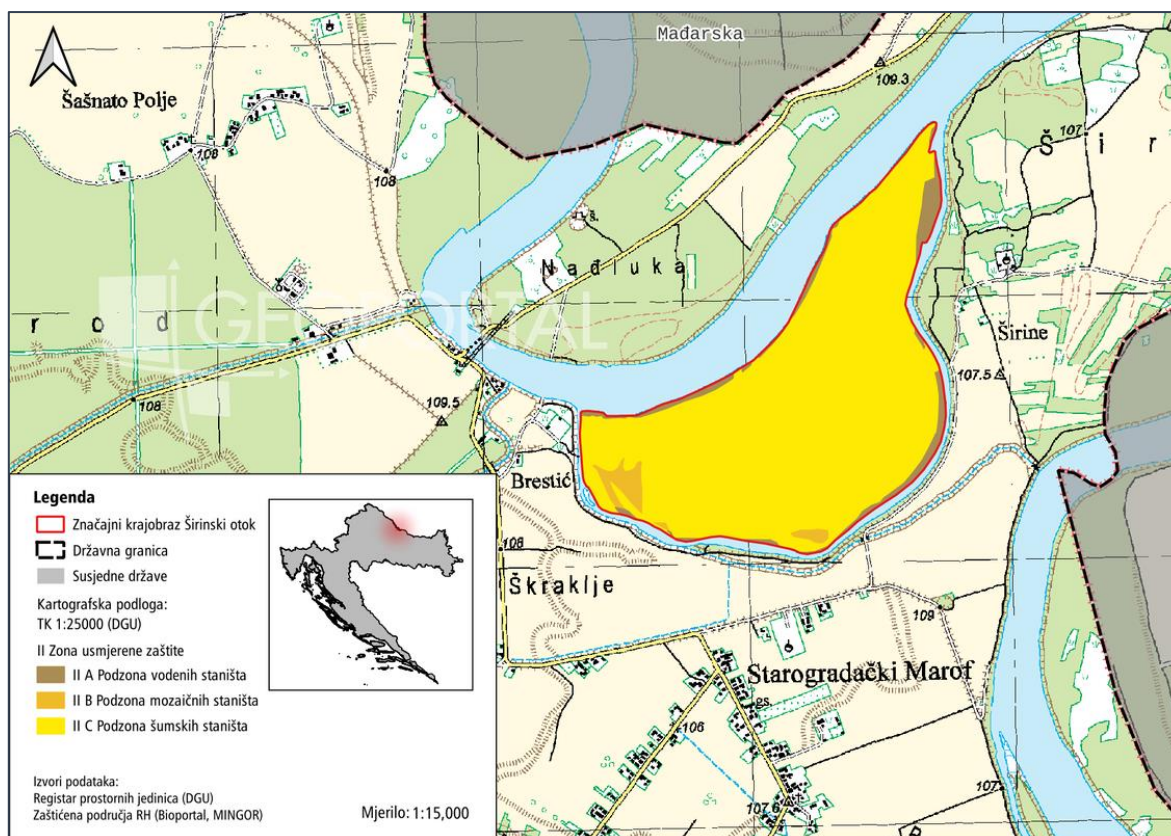 Mađarska
109.3
Šašnato Polje
107
Š i r
108
108
š.
N a đ l u k a
GEOPORTAL
r o d
Širine
107.5
108
109.5
Brestić
108
Škraklje
109
Starogradački Marof
gs.
106
107
107.6
Legenda
Značajni krajobraz Širinski otok
Državna granica
Susjedne države
Kartografska podloga:
TK 1:25000 (DGU)
II Zona usmjerene zaštite
II A Podzona vodenih staništa
II B Podzona mozaičnih staništa
II C Podzona šumskih staništa
Izvori podataka:
Registar prostornih jedinica (DGU)
Zaštićena područja RH (Bioportal, MINGOR)
Mjerilo: 1:15,000